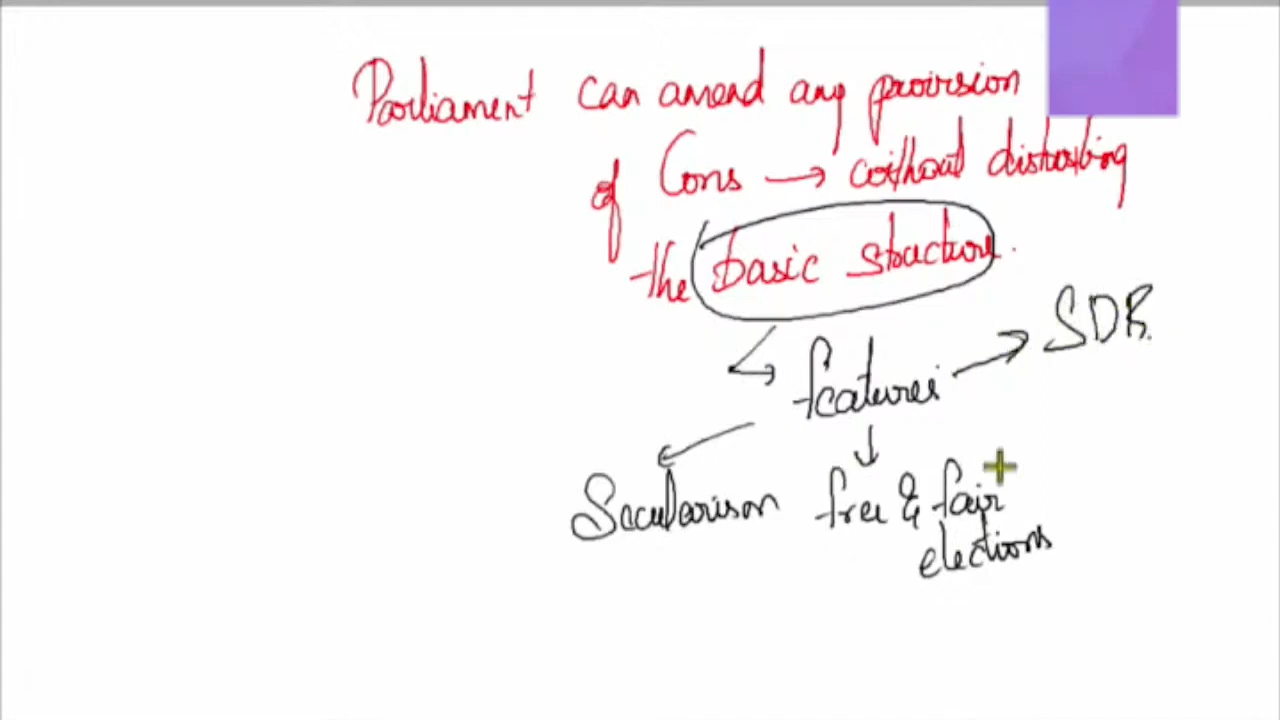 Parliament can amend any provision
of Cons → without disturbing
the basic structure.
features → SDR.
Secularism free & fair
elections